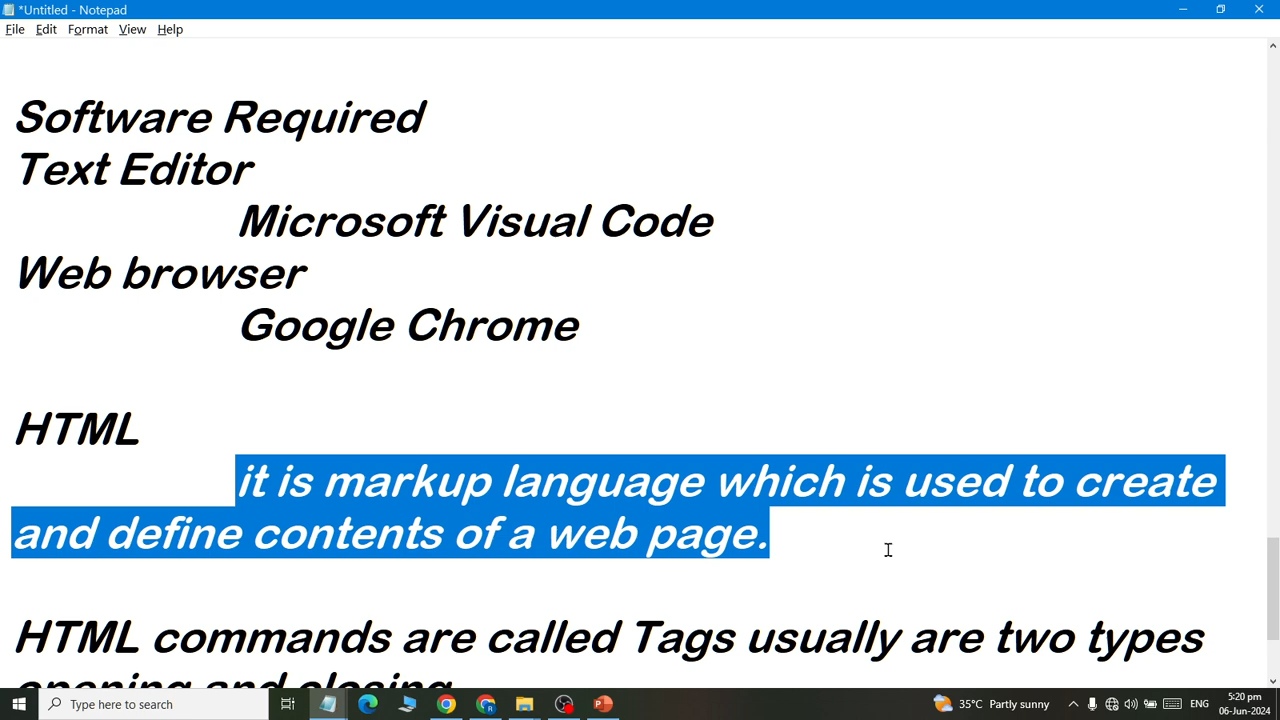 *Untitled - Notepad
File Edit Format View Help
Software Required
Text Editor
Microsoft Visual Code
Web browser
Google Chrome
HTML
it is markup language which is used to create
and define contents of a web page.
HTML commands are called Tags usually are two types
opening and closing
Type here to search
35°C Partly sunny
ENG
5:20 pm
06-Jun-2024